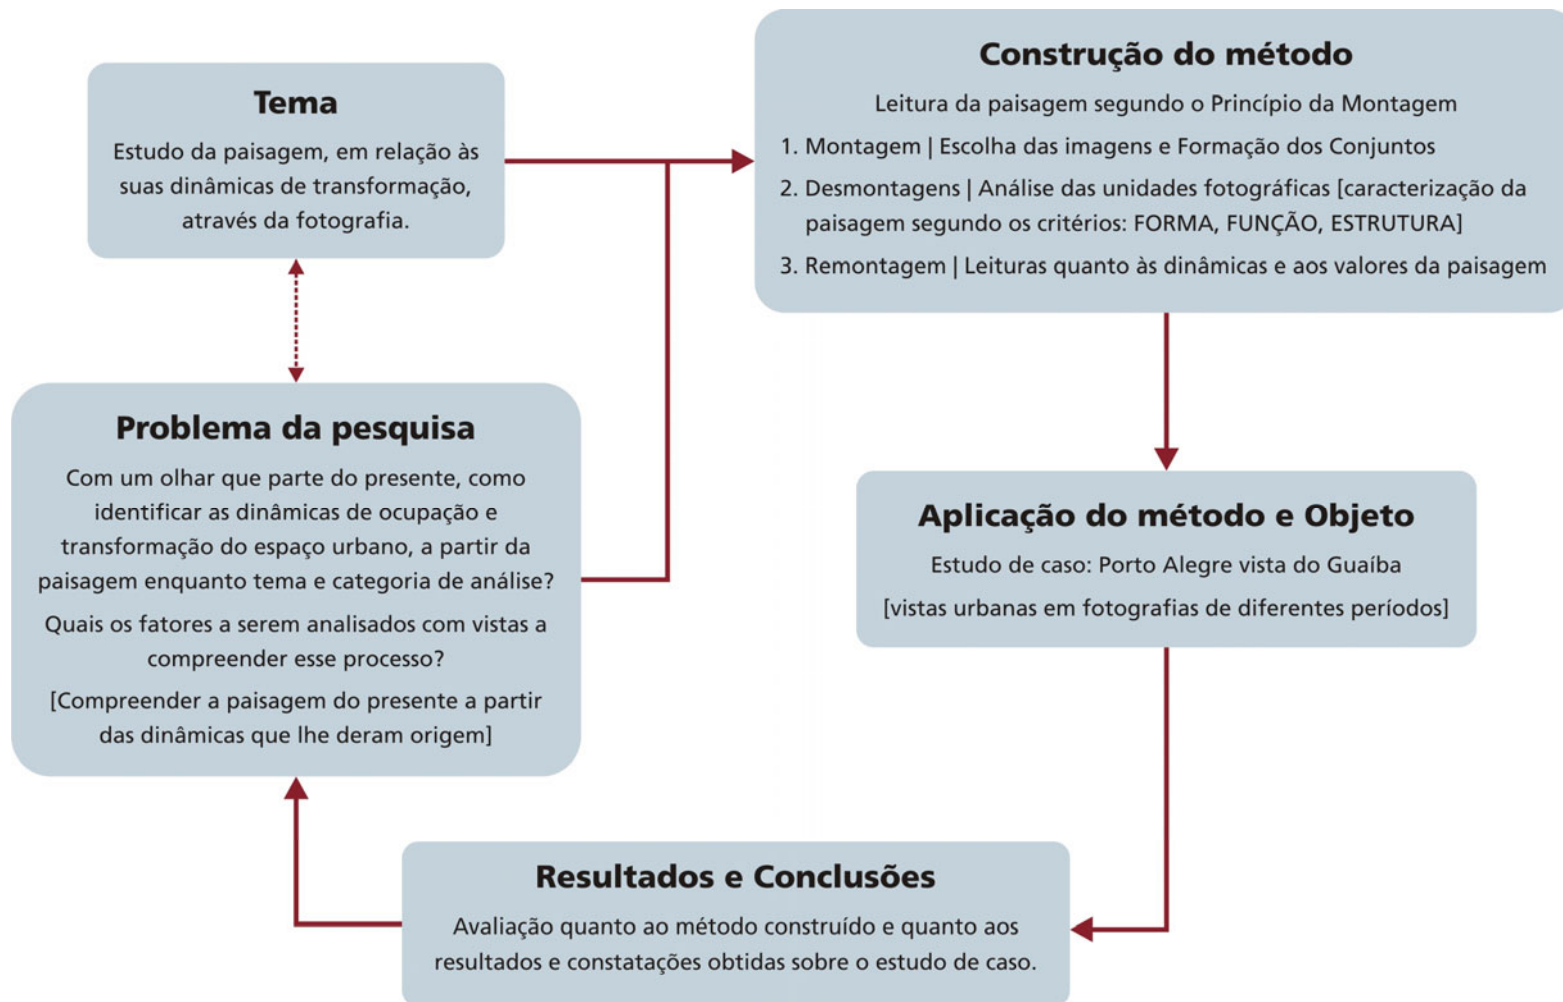 Tema
Estudo da paisagem, em relação às
suas dinâmicas de transformação,
através da fotografia.
Problema da pesquisa
Com um olhar que parte do presente, como
identificar as dinâmicas de ocupação e
transformação do espaço urbano, a partir da
paisagem enquanto tema e categoria de análise?
Quais os fatores a serem analisados com vistas a
compreender esse processo?
[Compreender a paisagem do presente a partir
das dinâmicas que lhe deram origem]
Construção do método
Leitura da paisagem segundo o Princípio da Montagem
1. Montagem | Escolha das imagens e Formação dos Conjuntos
2. Desmontagens | Análise das unidades fotográficas [caracterização da
paisagem segundo os critérios: FORMA, FUNÇÃO, ESTRUTURA]
3. Remontagem | Leituras quanto às dinâmicas e aos valores da paisagem
Aplicação do método e Objeto
Estudo de caso: Porto Alegre vista do Guaíba
[vistas urbanas em fotografias de diferentes períodos]
Resultados e Conclusões
Avaliação quanto ao método construído e quanto aos
resultados e constatações obtidas sobre o estudo de caso.